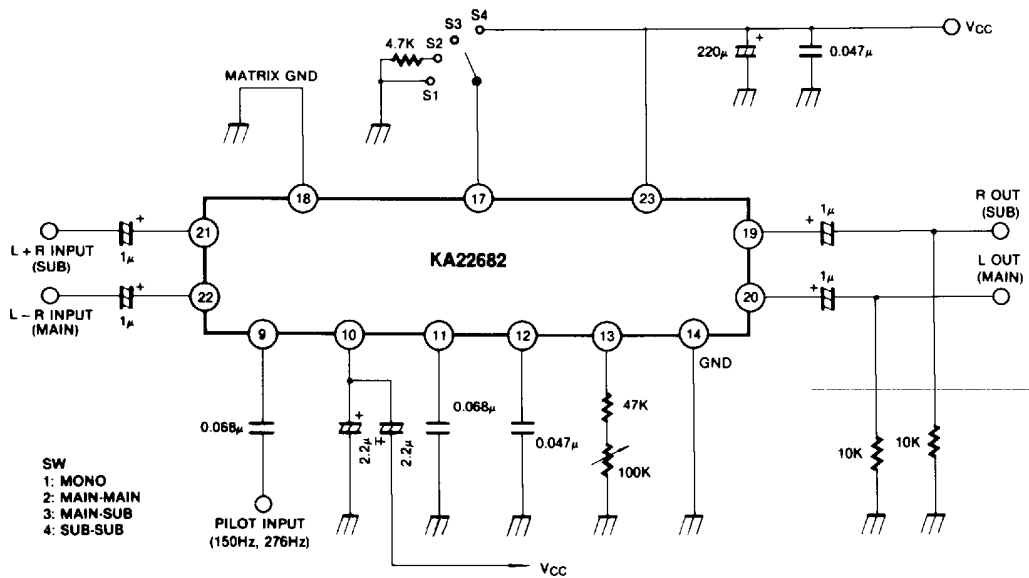 S4
S3
VCC
4.7K
S2
S1
220μ
+
0.047μ
MATRIX GND
18
17
23
L + R INPUT
(SUB)
+
1μ
21
KA22682
19
+
1μ
R OUT
(SUB)
L − R INPUT
(MAIN)
+
1μ
22
20
+
1μ
L OUT
(MAIN)
9
10
11
12
13
14
GND
0.068μ
+
2.2μ
+
2.2μ
0.068μ
0.047μ
47K
100K
10K
10K
SW
1: MONO
2: MAIN-MAIN
3: MAIN-SUB
4: SUB-SUB
PILOT INPUT
(150Hz, 276Hz)
VCC